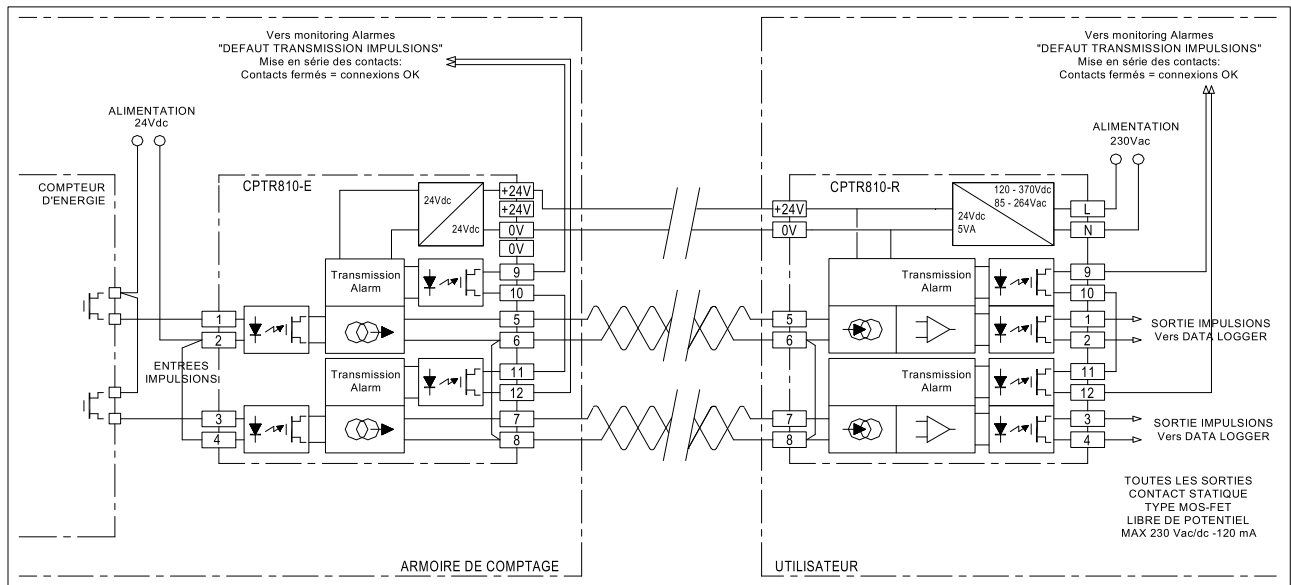 Vers monitoring Alarmes
"DEFAUT TRANSMISSION IMPULSIONS"
Mise en série des contacts:
Contacts fermés = connexions OK
ALIMENTATION
24Vdc
COMPTEUR
D'ENERGIE
CPTR810-E
24Vdc
24Vdc
+24V
+24V
0V
0V
Transmission
Alarm
9
10
1
2
5
6
ENTREES
IMPULSIONS
Transmission
Alarm
11
12
3
4
7
8
ARMOIRE DE COMPTAGE
Vers monitoring Alarmes
"DEFAUT TRANSMISSION IMPULSIONS"
Mise en série des contacts:
Contacts fermés = connexions OK
ALIMENTATION
230Vac
CPTR810-R
+24V
0V
120 - 370Vdc
85 - 264Vac
24Vdc
5VA
L
N
Transmission
Alarm
9
10
5
6
1
2
SORTIE IMPULSIONS
Vers DATA LOGGER
Transmission
Alarm
11
12
7
8
3
4
SORTIE IMPULSIONS
Vers DATA LOGGER
TOUTES LES SORTIES
CONTACT STATIQUE
TYPE MOS-FET
LIBRE DE POTENTIEL
MAX 230 Vac/dc -120 mA
UTILISATEUR